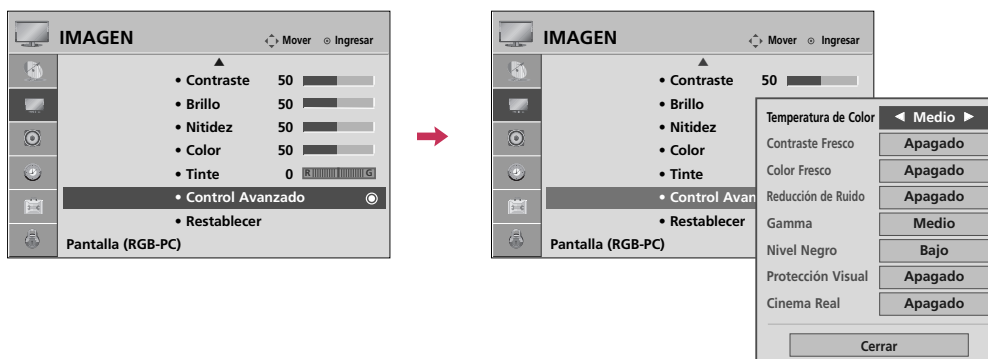 IMAGEN
Mover
Ingresar
• Contraste 50
• Brillo 50
• Nitidez 50
• Color 50
• Tinte 0 R G
• Control Avanzado
• Restablecer
Pantalla (RGB-PC)
IMAGEN
Mover
Ingresar
• Contraste 50
• Brillo
• Nitidez
• Color
• Tinte
• Control Avan
• Restablecer
Pantalla (RGB-PC)
Temperatura de Color ◄ Medio ►
Contraste Fresco Apagado
Color Fresco Apagado
Reducción de Ruido Apagado
Gamma Medio
Nivel Negro Bajo
Protección Visual Apagado
Cinema Real Apagado
Cerrar